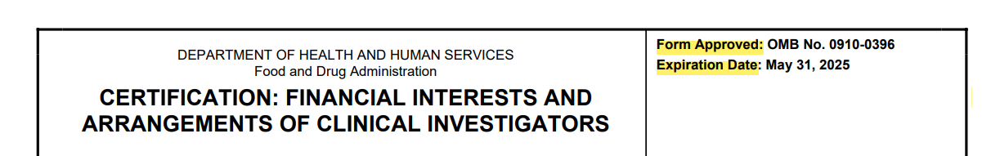 DEPARTMENT OF HEALTH AND HUMAN SERVICES
Food and Drug Administration
CERTIFICATION: FINANCIAL INTERESTS AND
ARRANGEMENTS OF CLINICAL INVESTIGATORS
Form Approved: OMB No. 0910-0396
Expiration Date: May 31, 2025